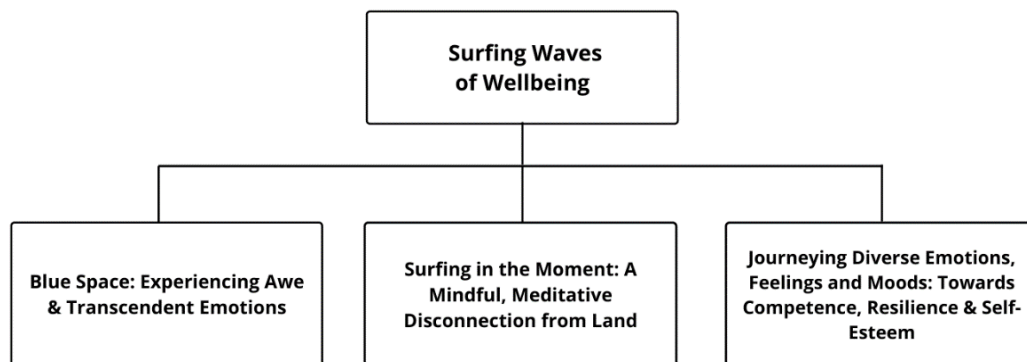 Surfing Waves
of Wellbeing
Blue Space: Experiencing Awe
& Transcendent Emotions
Surfing in the Moment: A
Mindful, Meditative
Disconnection from Land
Journeying Diverse Emotions,
Feelings and Moods: Towards
Competence, Resilience & Self-
Esteem